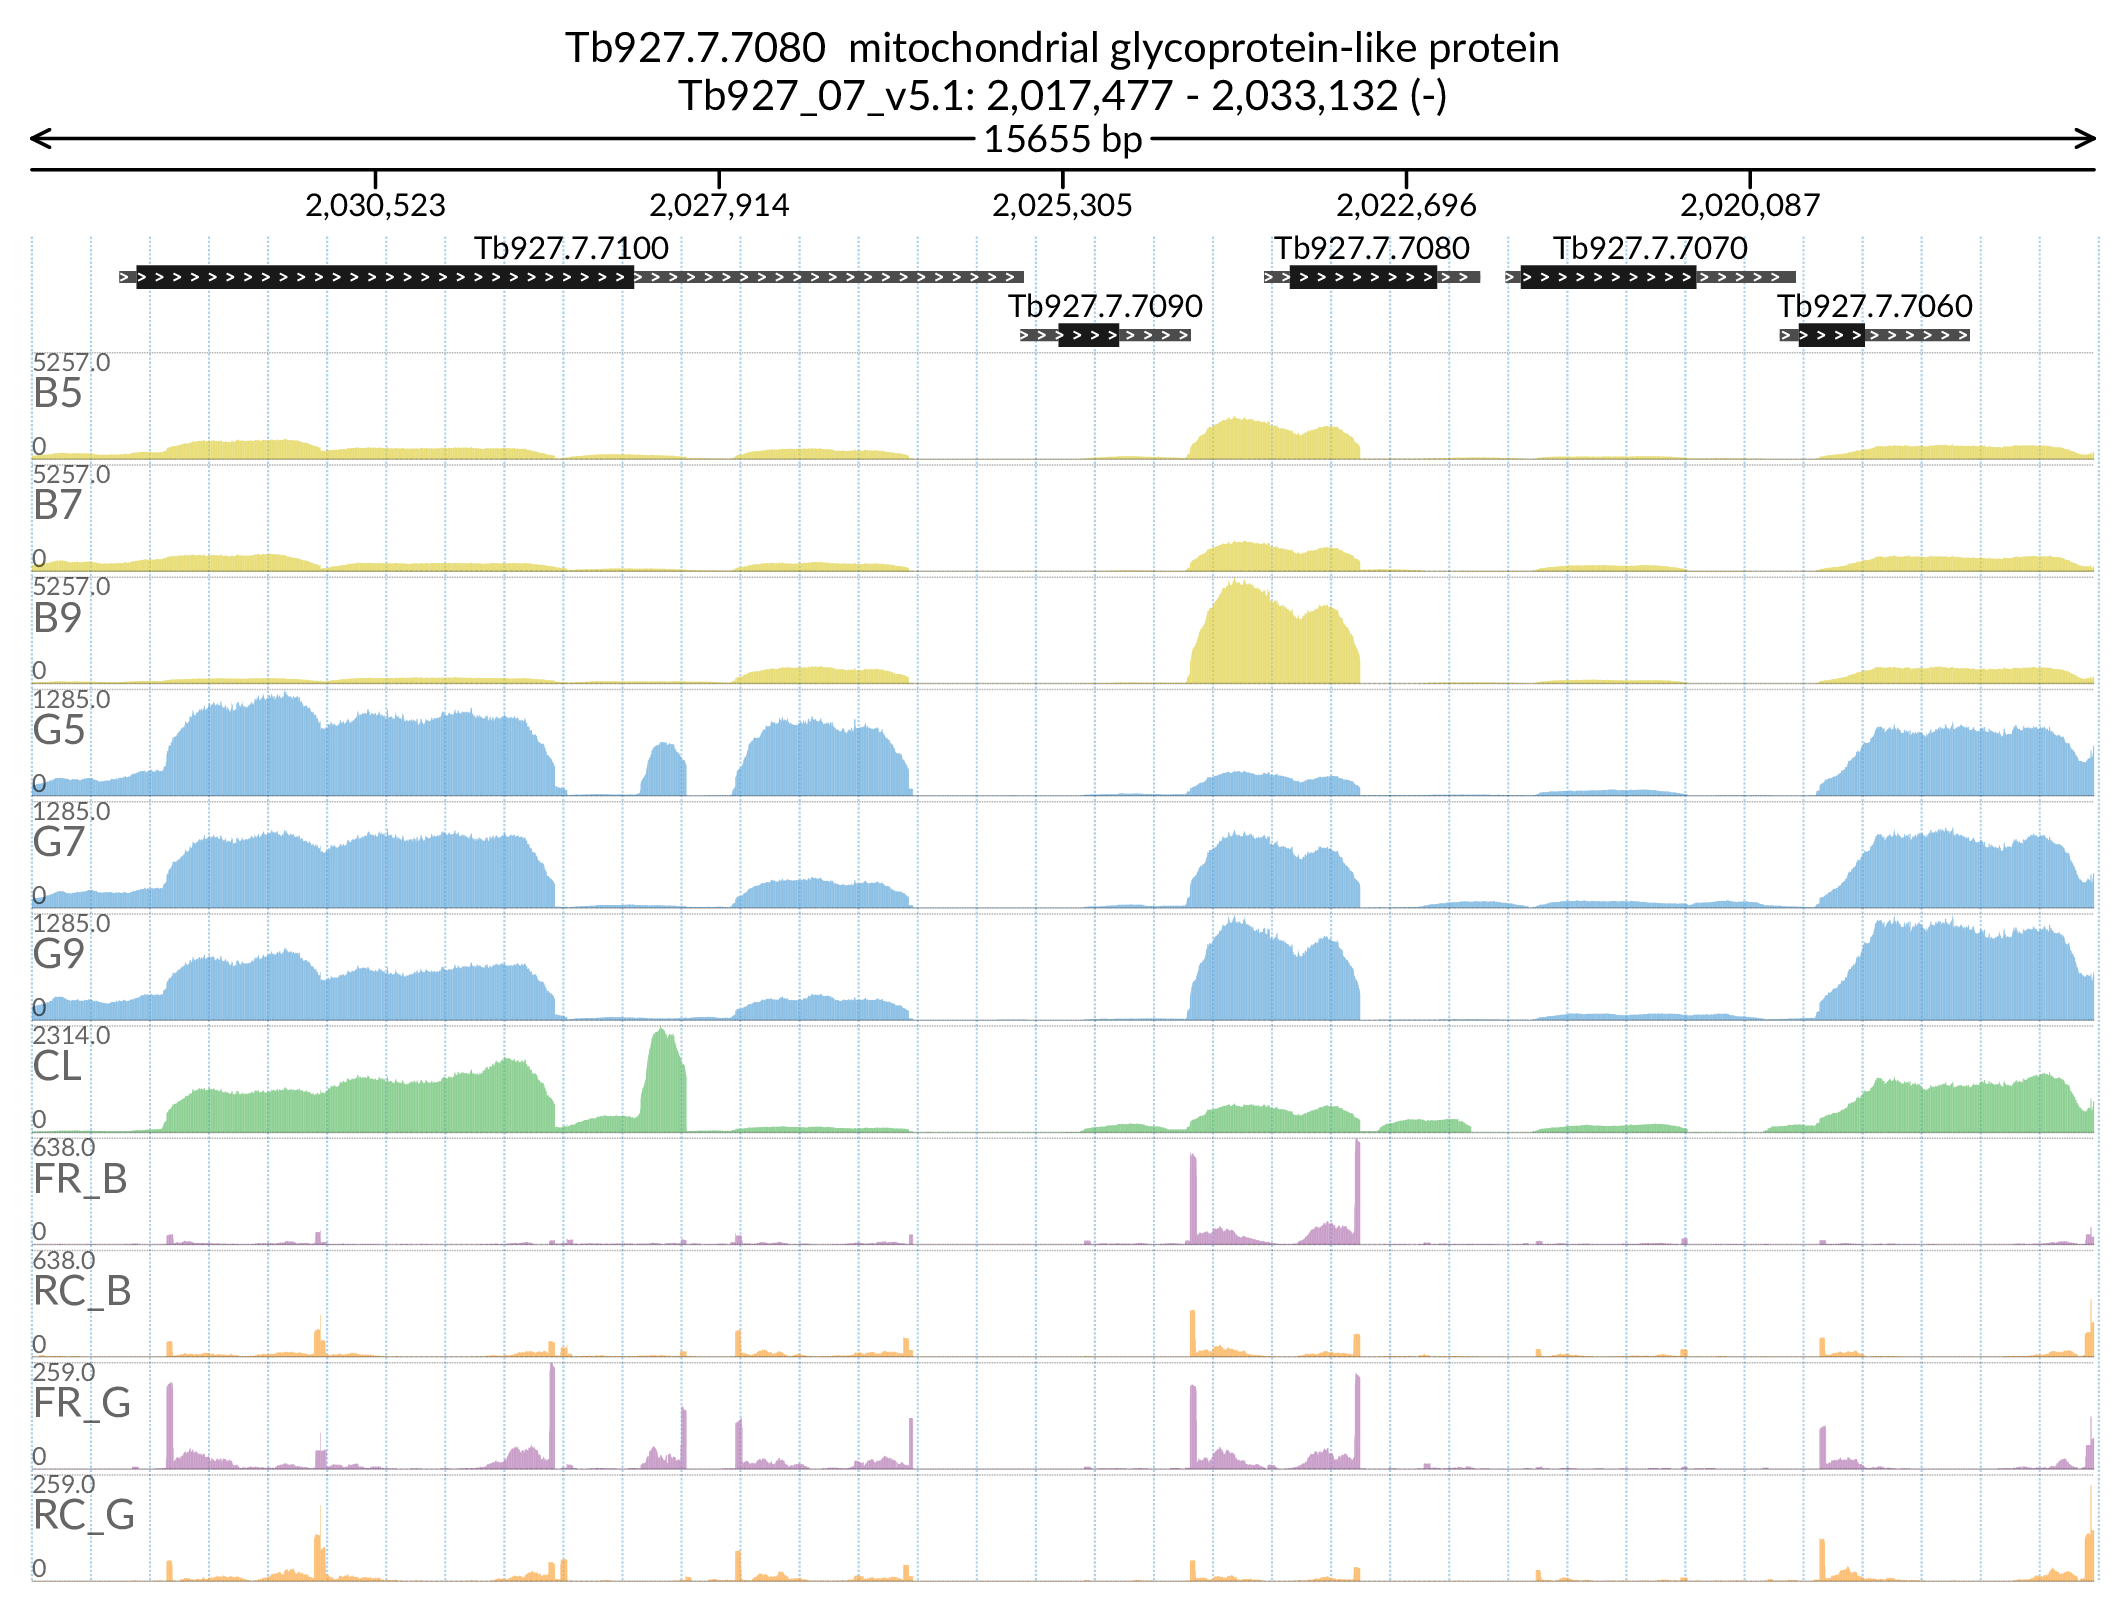 Tb927.7.7080 mitochondrial glycoprotein-like protein
Tb927_07_v5.1: 2,017,477 - 2,033,132 (-)
15655 bp
2,030,523 2,027,914 2,025,305 2,022,696 2,020,087
Tb927.7.7100 Tb927.7.7080 Tb927.7.7070
Tb927.7.7090 Tb927.7.7060
5257.0
B5
0
5257.0
B7
0
5257.0
B9
0
1285.0
G5
0
1285.0
G7
0
1285.0
G9
0
2314.0
CL
0
638.0
FR_B
0
638.0
RC_B
0
259.0
FR_G
0
259.0
RC_G
0